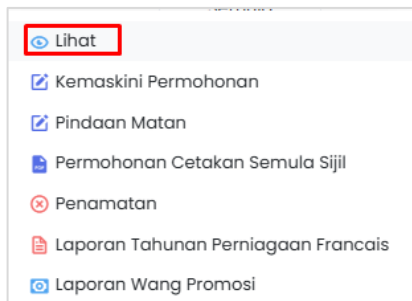 Lihat
Kemaskini Permohonan
Pindaan Matan
Permohonan Cetakan Semula Sijil
Penamatan
Laporan Tahunan Perniagaan Francais
Laporan Wang Promosi